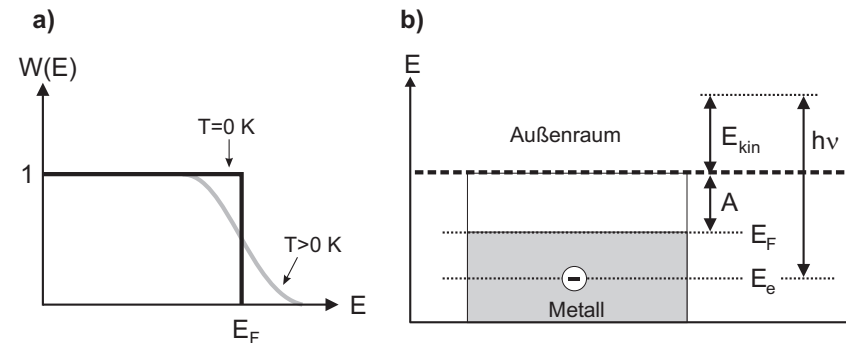 a)
W(E)
T=0 K
1
T>0 K
E
E_F
b)
E
Außenraum
E_kin
hν
A
E_F
E_e
Metall